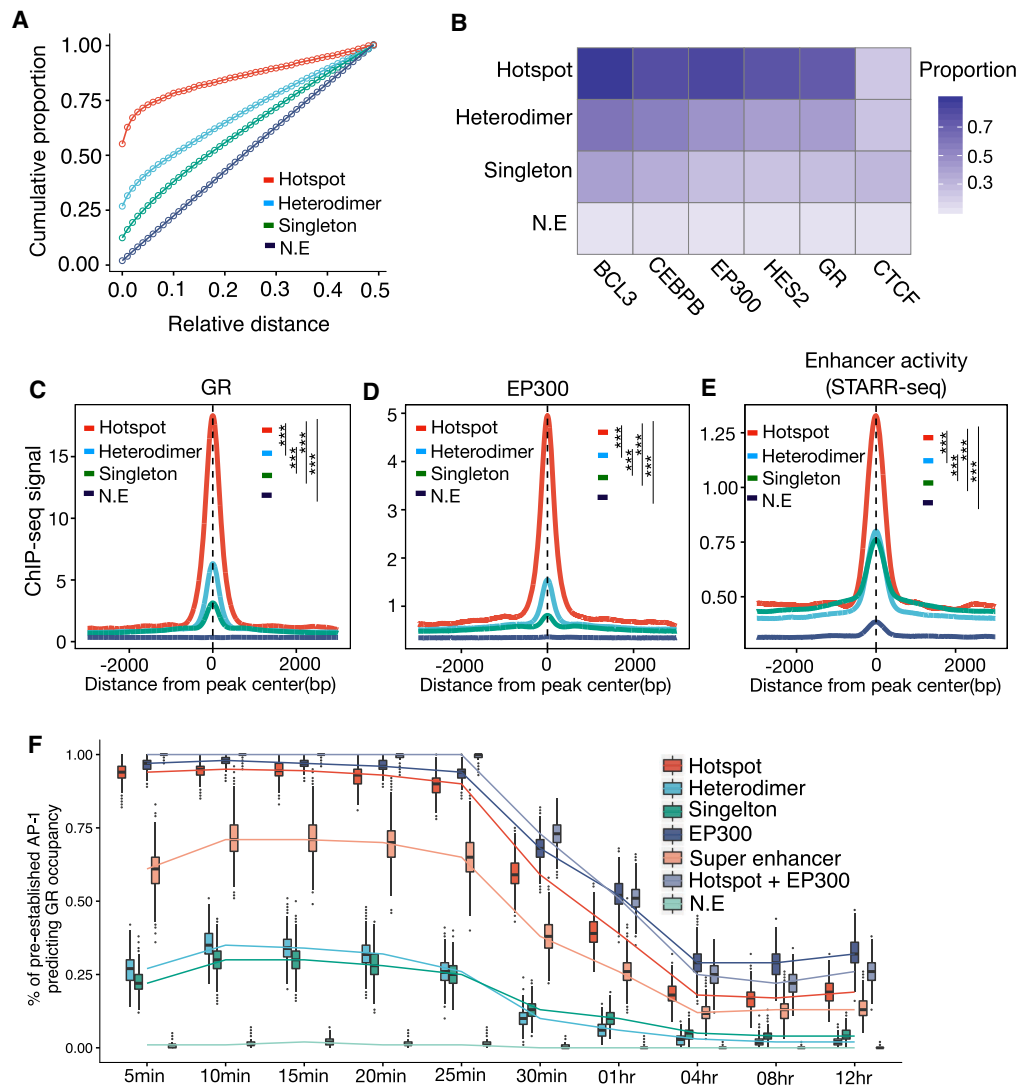 A
Cumulative proportion
1.00
0.75
0.50
0.25
0.00
Hotspot
Heterodimer
Singleton
N.E
0.0 0.1 0.2 0.3 0.4 0.5
Relative distance
B
Hotspot
Heterodimer
Singleton
N.E
BCL3 CEBPB EP300 HES2 GR CTCF
Proportion
0.7
0.5
0.3
C
GR
ChIP-seq signal
15
10
5
0
Hotspot
Heterodimer
Singleton
N.E
***
***
***
***
-2000 0 2000
Distance from peak center(bp)
D
EP300
5
4
3
2
1
Hotspot
Heterodimer
Singleton
N.E
***
***
***
***
-2000 0 2000
Distance from peak center(bp)
E
Enhancer activity
(STARR-seq)
1.25
1.00
0.75
0.50
Hotspot
Heterodimer
Singleton
N.E
***
***
***
***
-2000 0 2000
Distance from peak center(bp)
F
% of pre-established AP-1
predicting GR occupancy
1.00
0.75
0.50
0.25
0.00
Hotspot
Heterodimer
Singelton
EP300
Super enhancer
Hotspot + EP300
N.E
5min 10min 15min 20min 25min 30min 01hr 04hr 08hr 12hr